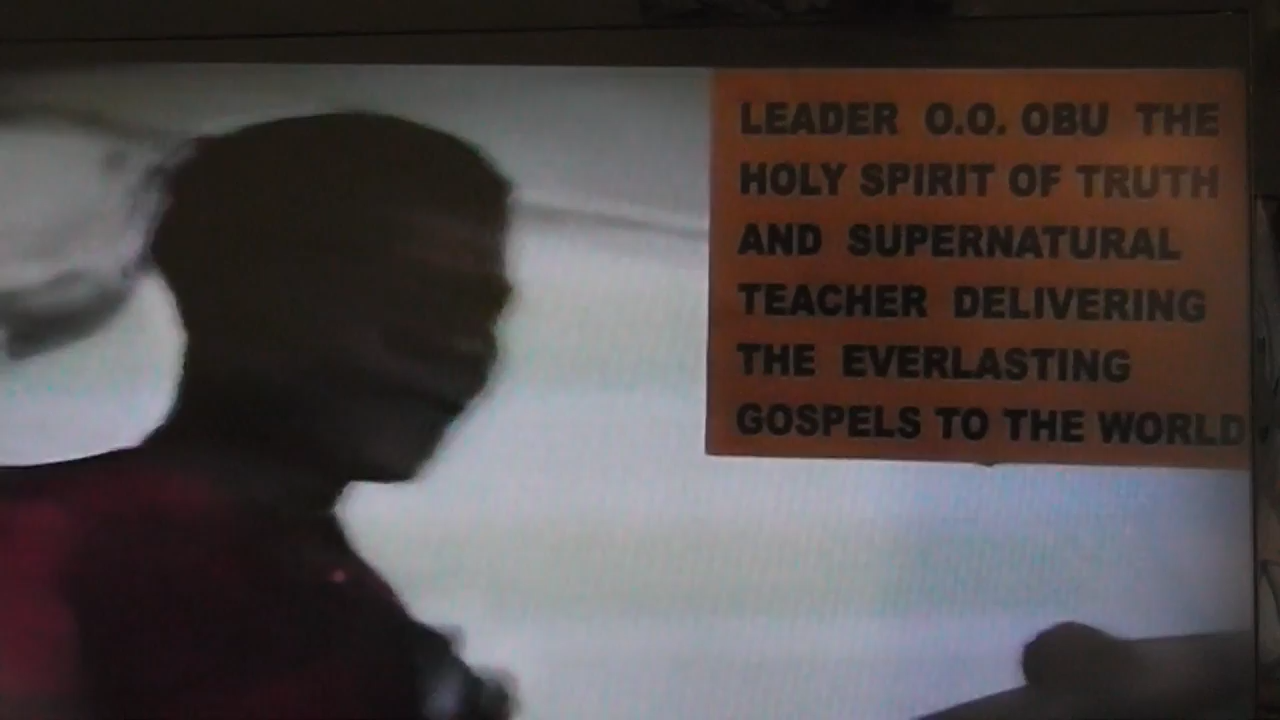 LEADER O.O. OBU THE
HOLY SPIRIT OF TRUTH
AND SUPERNATURAL
TEACHER DELIVERING
THE EVERLASTING
GOSPELS TO THE WORLD